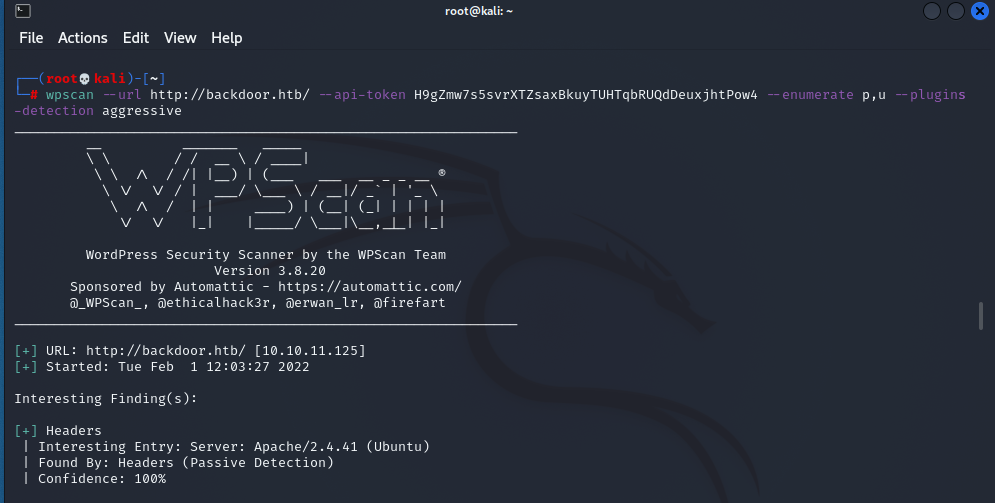 root@kali: ~
File Actions Edit View Help
┌──(root💀kali)-[~]
└─# wpscan --url http://backdoor.htb/ --api-token H9gZmw7s5svrXTZsaxBkuyTUHTqbRUQdDeuxjhtPow4 --enumerate p,u --plugins
-detection aggressive
WPScan ®
WordPress Security Scanner by the WPScan Team
Version 3.8.20
Sponsored by Automattic - https://automattic.com/
@_WPScan_, @ethicalhack3r, @erwan_lr, @firefart
[+] URL: http://backdoor.htb/ [10.10.11.125]
[+] Started: Tue Feb  1 12:03:27 2022
Interesting Finding(s):
[+] Headers
| Interesting Entry: Server: Apache/2.4.41 (Ubuntu)
| Found By: Headers (Passive Detection)
| Confidence: 100%